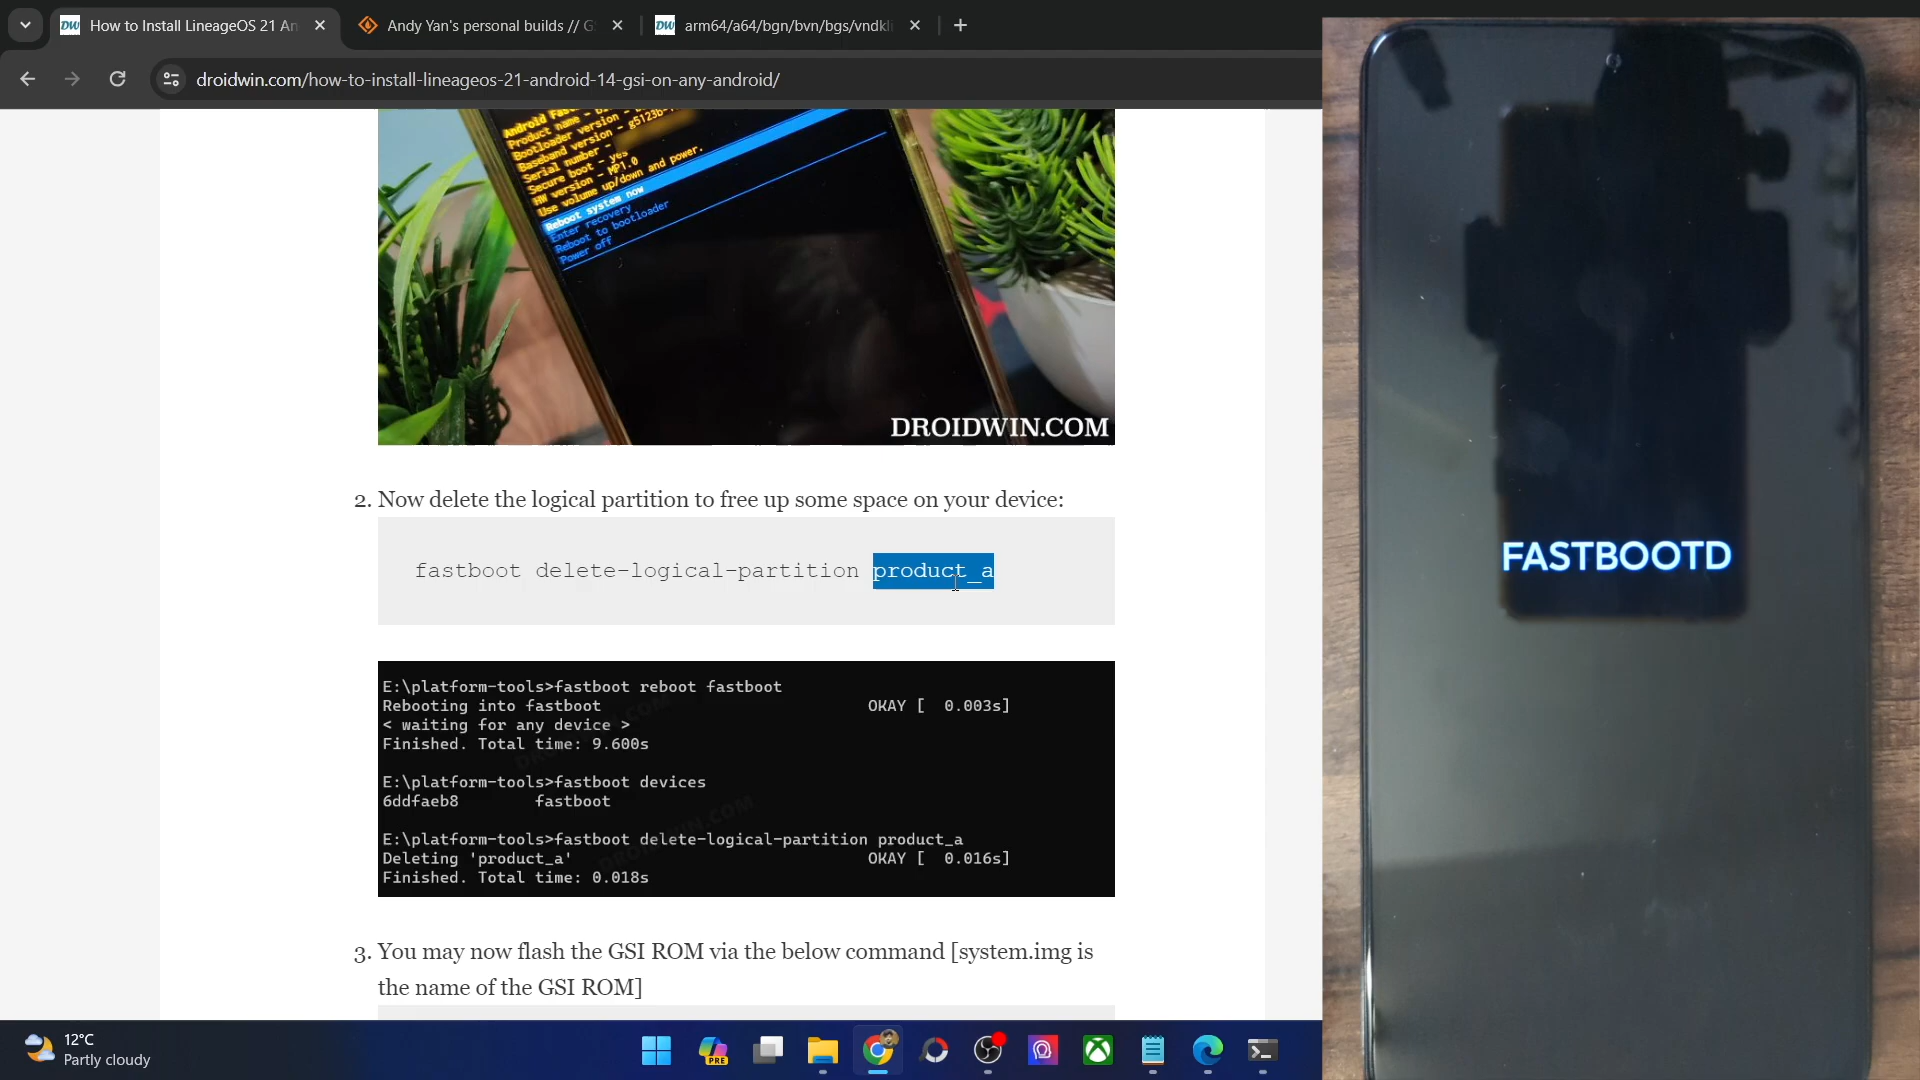 How to Install LineageOS 21 An
Andy Yan's personal builds // G
arm64/a64/bgn/bvn/bgs/vndkli
droidwin.com/how-to-install-lineageos-21-android-14-gsi-on-any-android/
Product name -
Bootloader version -
Baseband version - g5123b
Serial number -
Secure boot - yes
HW version - MP1.0
Use volume up/down and power.
Reboot system now
Enter recovery
Reboot to bootloader
Power off
DROIDWIN.COM
2. Now delete the logical partition to free up some space on your device:
fastboot delete-logical-partition product_a
E:\platform-tools>fastboot reboot fastboot
Rebooting into fastboot OKAY [ 0.003s]
< waiting for any device >
Finished. Total time: 9.600s
E:\platform-tools>fastboot devices
6ddfaeb8 fastboot
E:\platform-tools>fastboot delete-logical-partition product_a
Deleting 'product_a' OKAY [ 0.016s]
Finished. Total time: 0.018s
3. You may now flash the GSI ROM via the below command [system.img is
the name of the GSI ROM]
FASTBOOTD
12°C
Partly cloudy
PRE